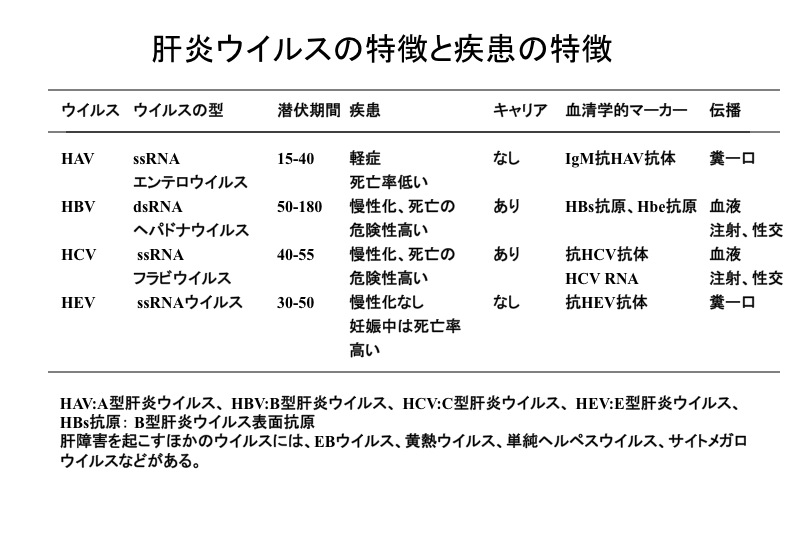 肝炎ウイルスの特徴と疾患の特徴
ウイルス ウイルスの型 潜伏期間 疾患 キャリア 血清学的マーカー 伝播
HAV ssRNA 15-40 軽症 なし IgM抗HAV抗体 糞ー口
エンテロウイルス 死亡率低い
HBV dsRNA 50-180 慢性化、死亡の あり HBs抗原、Hbe抗原 血液
ヘパドナウイルス 危険性高い 注射、性交
HCV ssRNA 40-55 慢性化、死亡の あり 抗HCV抗体 血液
フラビウイルス 危険性高い HCV RNA 注射、性交
HEV ssRNAウイルス 30-50 慢性化なし なし 抗HEV抗体 糞ー口
妊娠中は死亡率
高い
HAV:A型肝炎ウイルス、HBV:B型肝炎ウイルス、HCV:C型肝炎ウイルス、HEV:E型肝炎ウイルス、
HBs抗原：B型肝炎ウイルス表面抗原
肝障害を起こすほかのウイルスには、EBウイルス、黄熱ウイルス、単純ヘルペスウイルス、サイトメガロ
ウイルスなどがある。